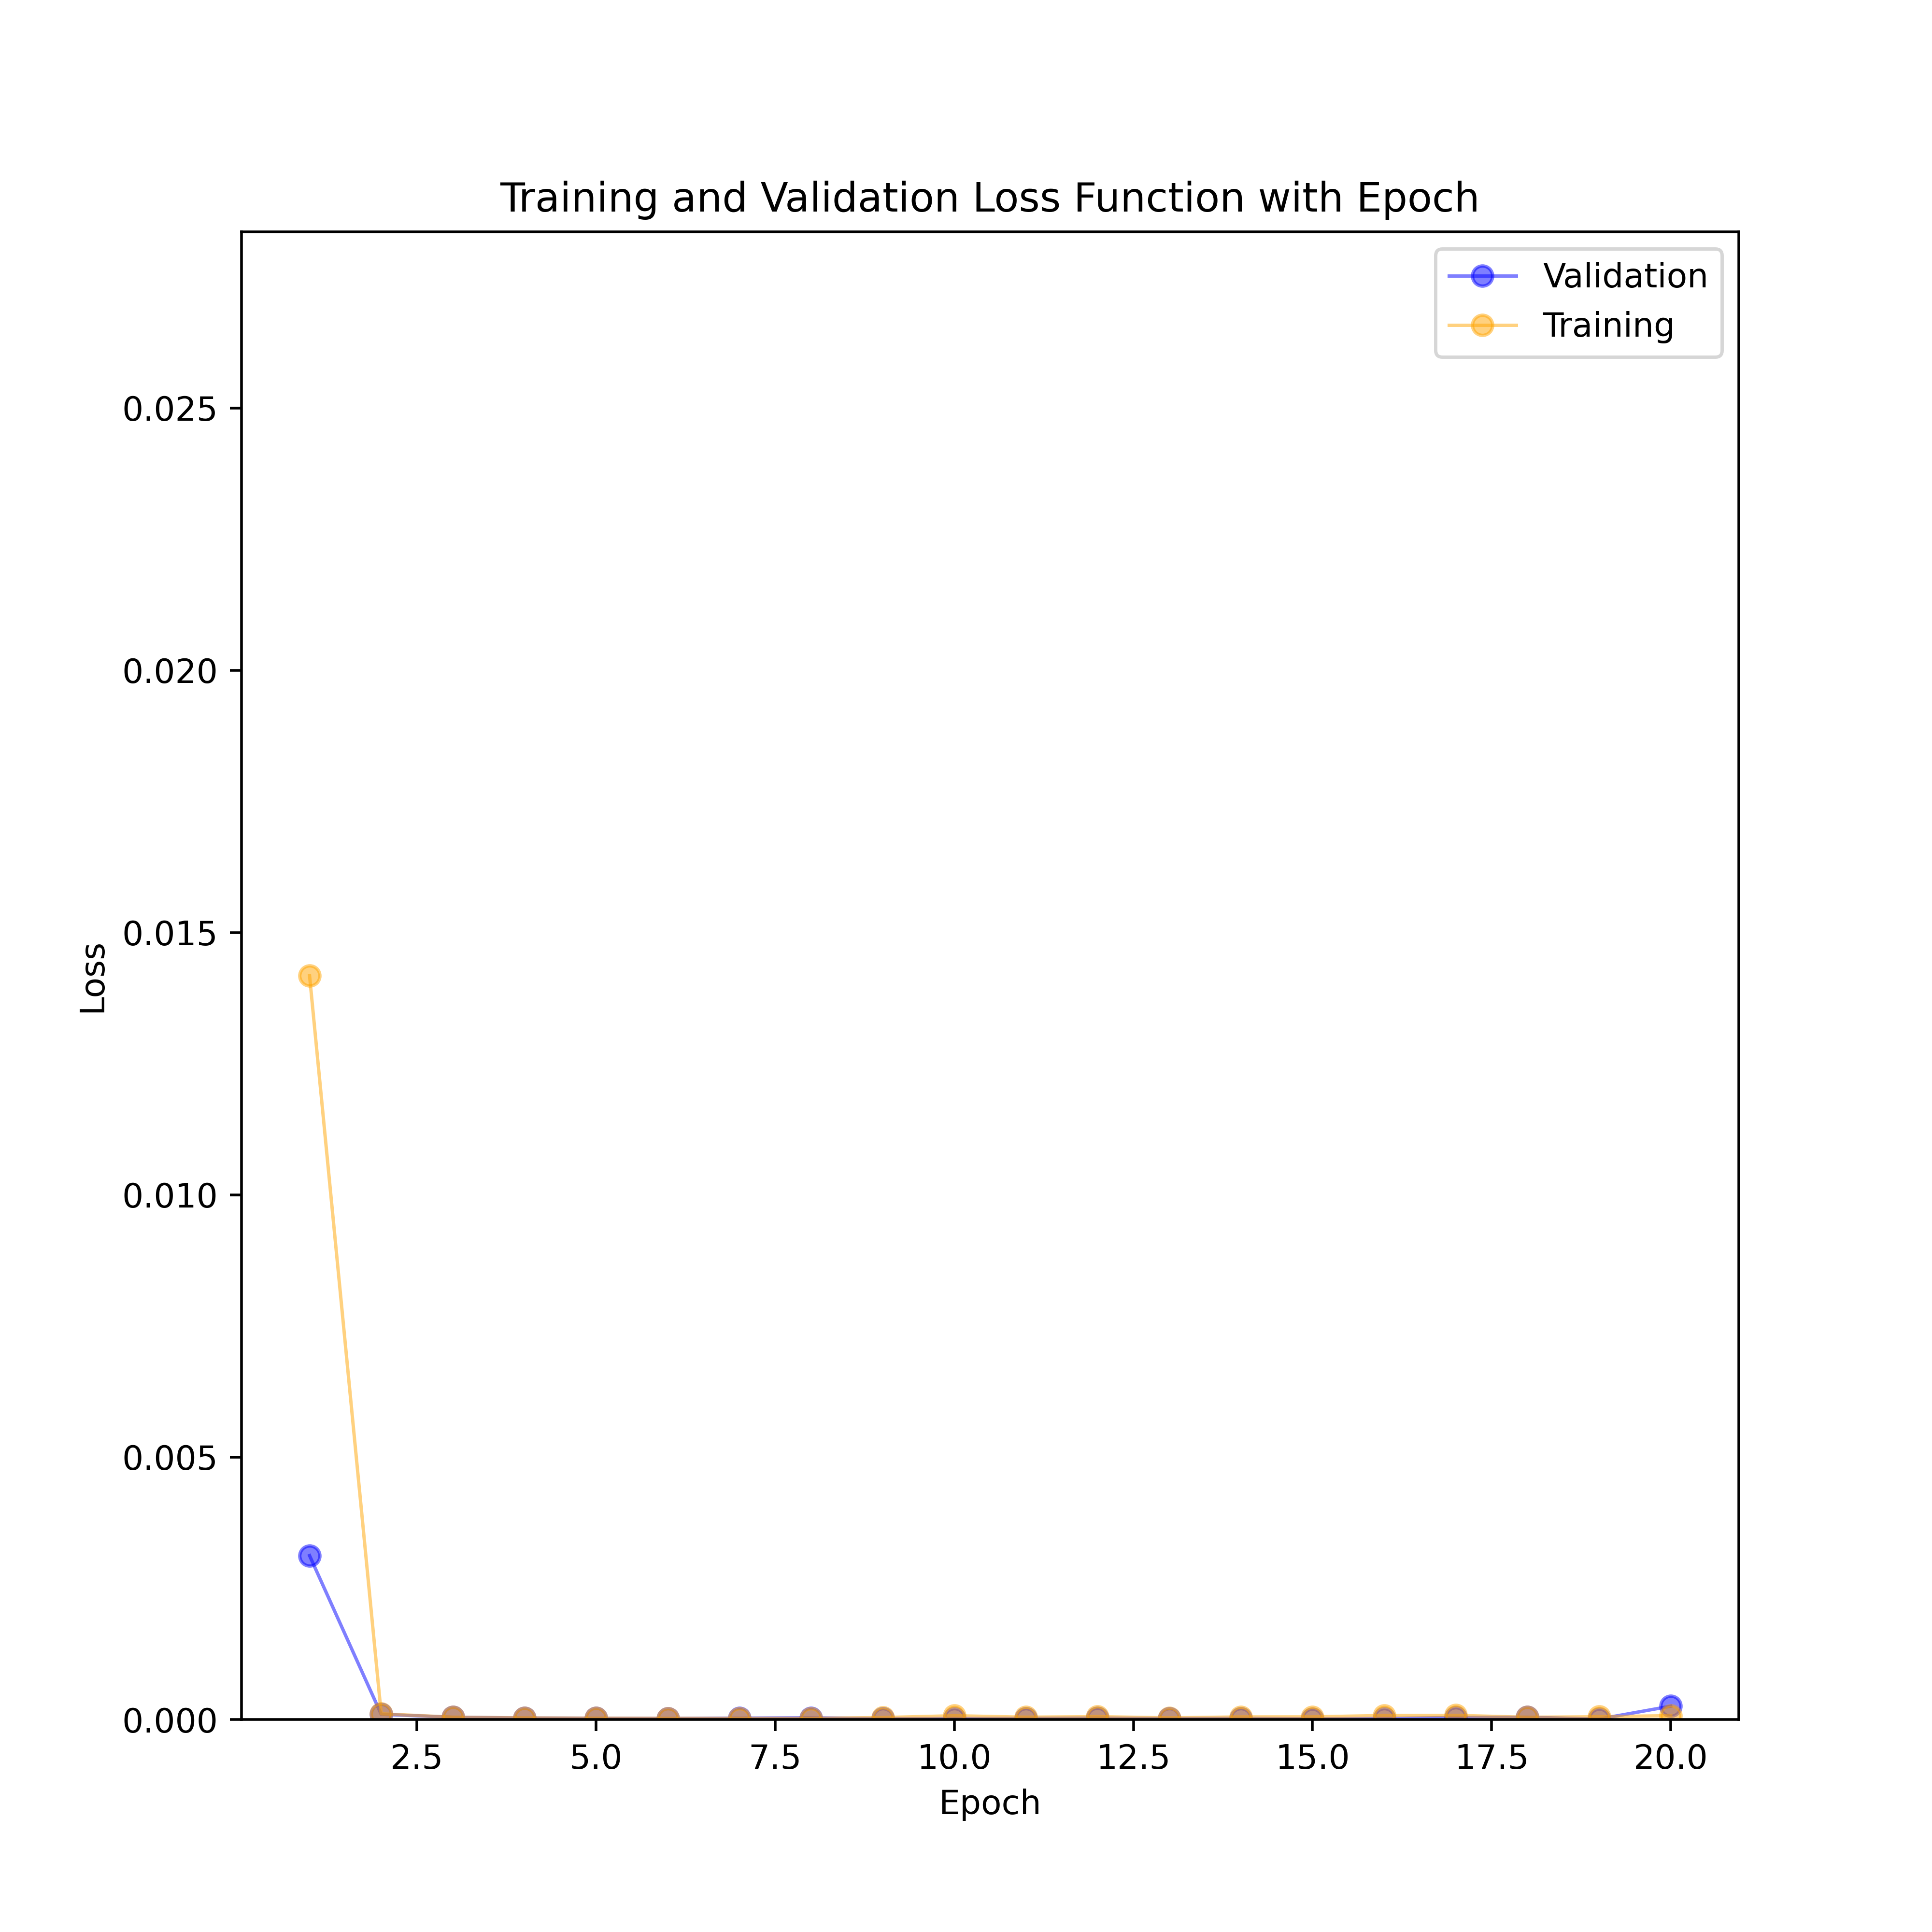 Training and Validation Loss Function with Epoch
Validation
Training
0.025
0.020
0.015
0.010
0.005
0.000
Loss
2.5 5.0 7.5 10.0 12.5 15.0 17.5 20.0
Epoch